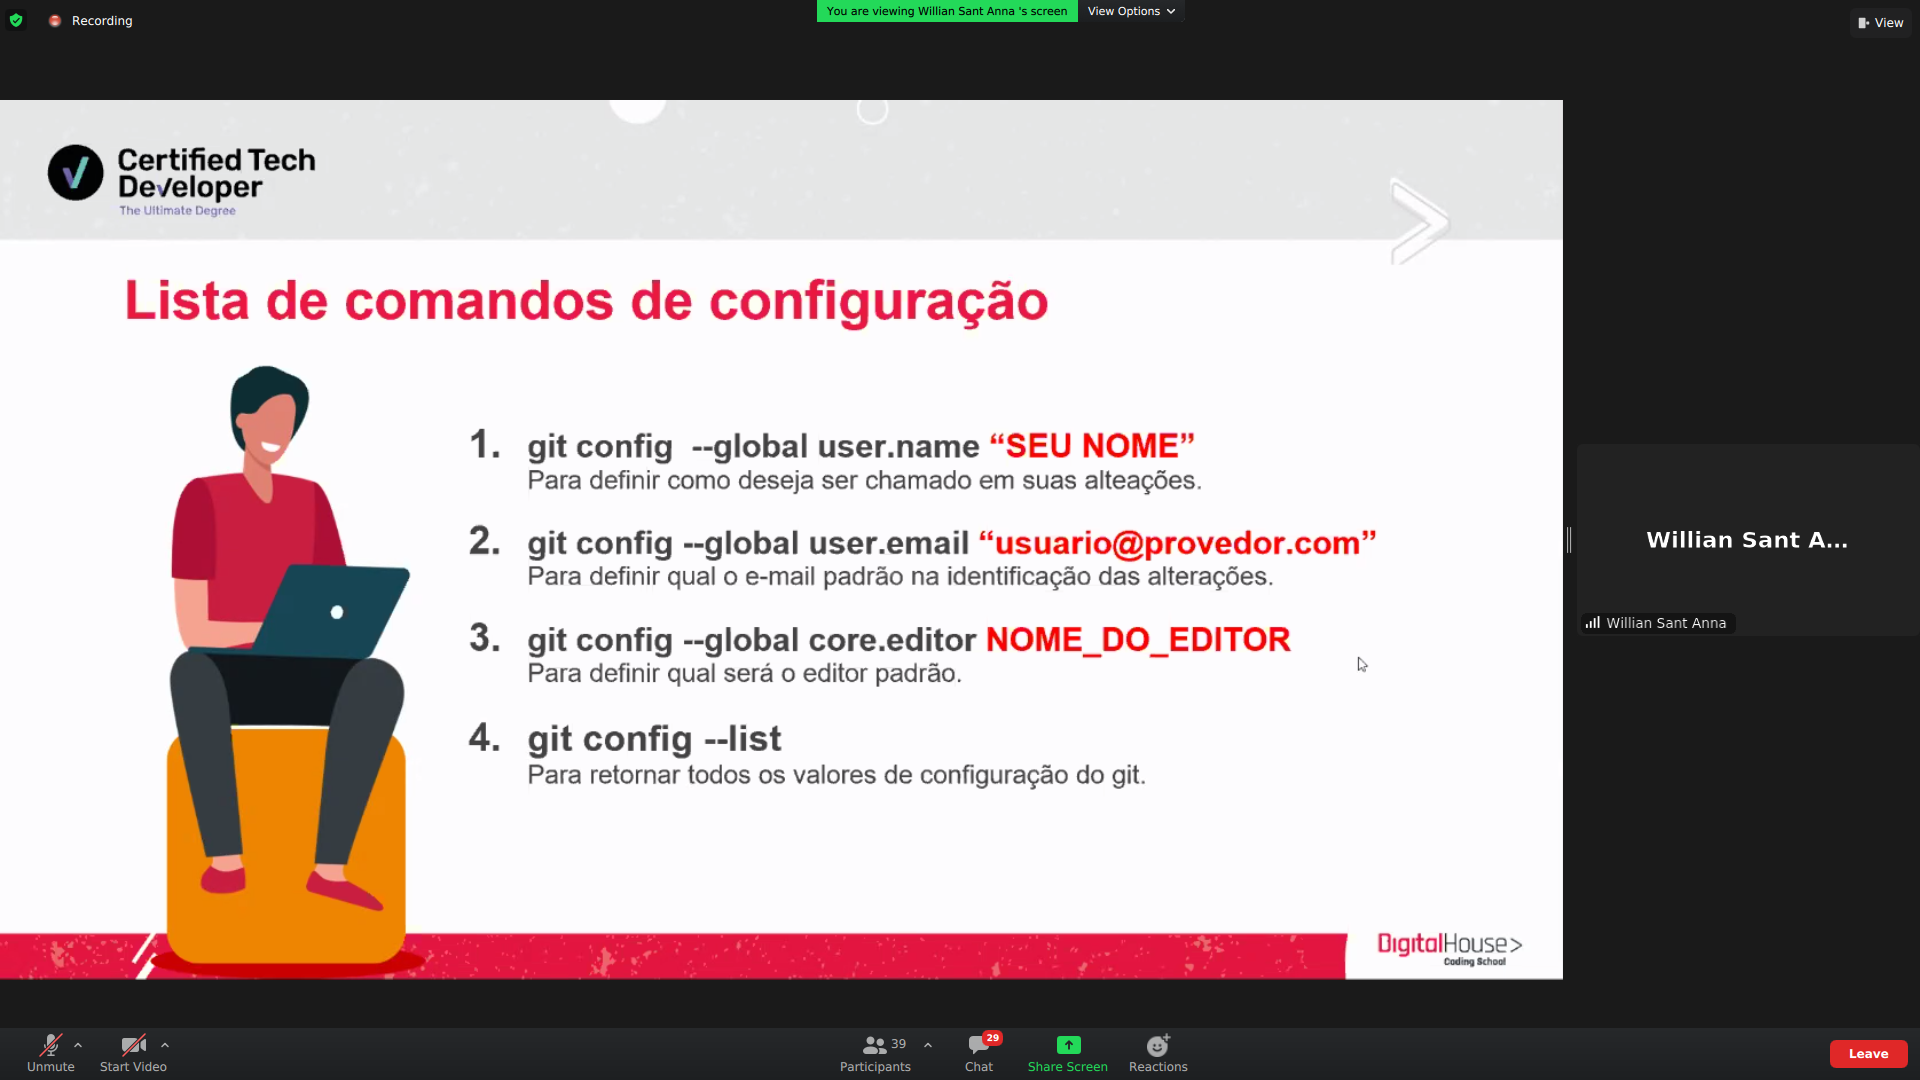 Recording
You are viewing Willian Sant Anna 's screen
View Options
View
Certified Tech
Developer
The Ultimate Degree
Lista de comandos de configuração
1. git config --global user.name “SEU NOME”
Para definir como deseja ser chamado em suas alteações.
2. git config --global user.email “usuario@provedor.com”
Para definir qual o e-mail padrão na identificação das alterações.
3. git config --global core.editor NOME_DO_EDITOR
Para definir qual será o editor padrão.
4. git config --list
Para retornar todos os valores de configuração do git.
DigitalHouse>
Coding School
Willian Sant A...
Willian Sant Anna
Unmute
Start Video
39
Participants
29
Chat
Share Screen
Reactions
Leave